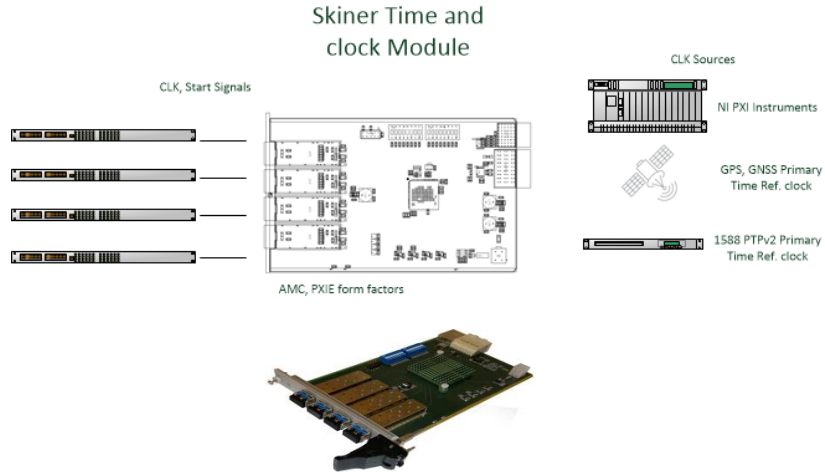 Skiner Time and
clock Module
CLK Sources
CLK, Start Signals
NI PXI Instruments
GPS, GNSS Primary
Time Ref. clock
1588 PTPv2 Primary
Time Ref. clock
AMC, PXIE form factors